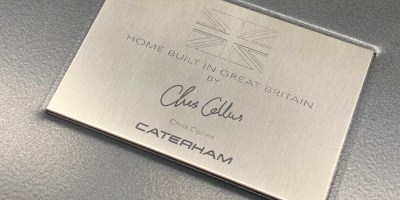 HOME BUILT IN GREAT BRITAIN
BY
Chris Collins
Chris Collins
CATERHAM